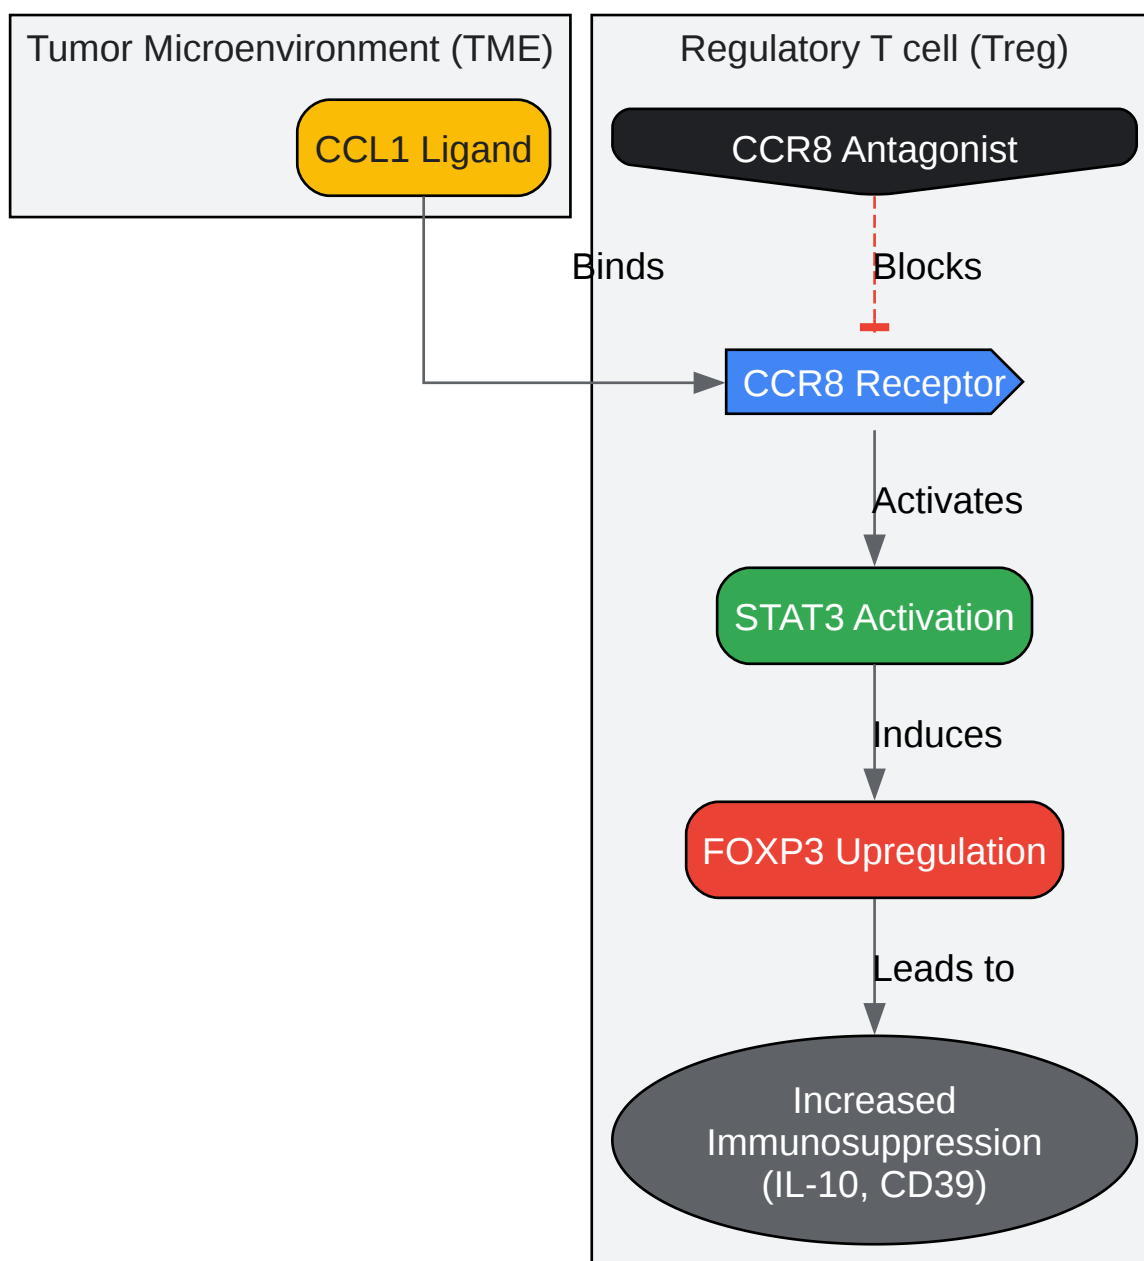 Tumor Microenvironment (TME)
Regulatory T cell (Treg)
CCL1 Ligand
CCR8 Antagonist
Binds
Blocks
CCR8 Receptor
Activates
STAT3 Activation
Induces
FOXP3 Upregulation
Leads to
Increased
Immunosuppression
(IL-10, CD39)